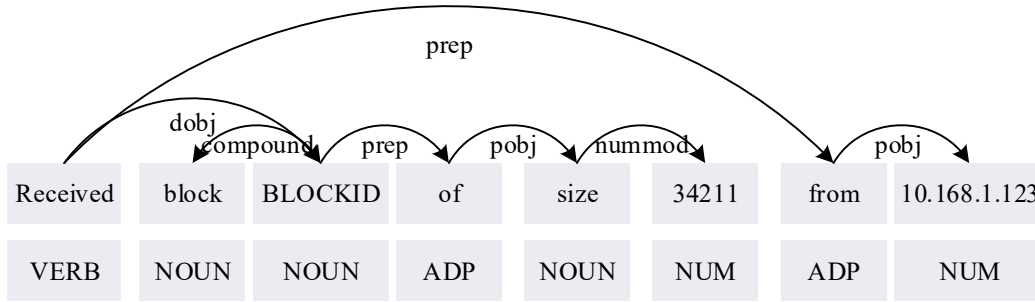 prep
dobj
compound prep pobj nummod pobj
Received block BLOCKID of size 34211 from 10.168.1.123
VERB NOUN NOUN ADP NOUN NUM ADP NUM